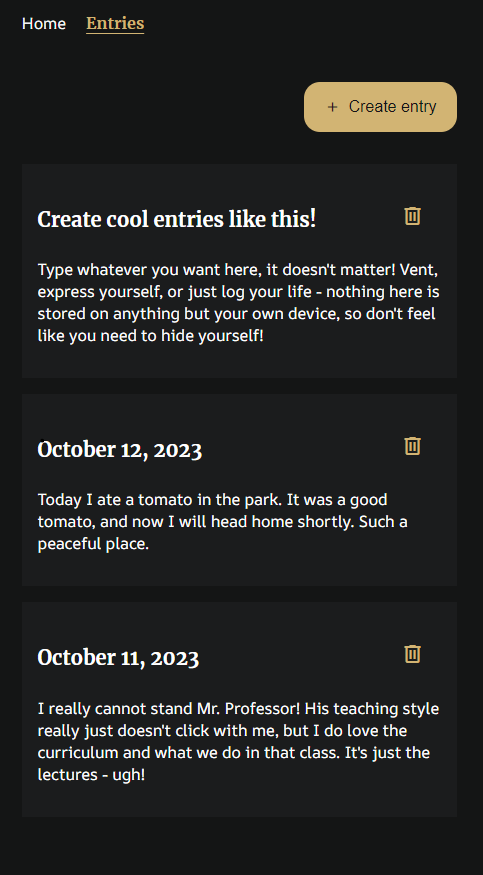 Home Entries
+ Create entry
Create cool entries like this!
Type whatever you want here, it doesn't matter! Vent,
express yourself, or just log your life - nothing here is
stored on anything but your own device, so don't feel
like you need to hide yourself!
October 12, 2023
Today I ate a tomato in the park. It was a good
tomato, and now I will head home shortly. Such a
peaceful place.
October 11, 2023
I really cannot stand Mr. Professor! His teaching style
really just doesn't click with me, but I do love the
curriculum and what we do in that class. It's just the
lectures - ugh!